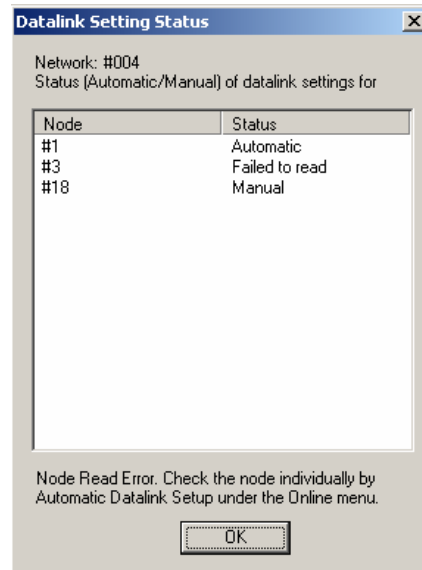 Datalink Setting Status
Network: #004
Status (Automatic/Manual) of datalink settings for
Node Status
#1 Automatic
#3 Failed to read
#18 Manual
Node Read Error. Check the node individually by
Automatic Datalink Setup under the Online menu.
OK